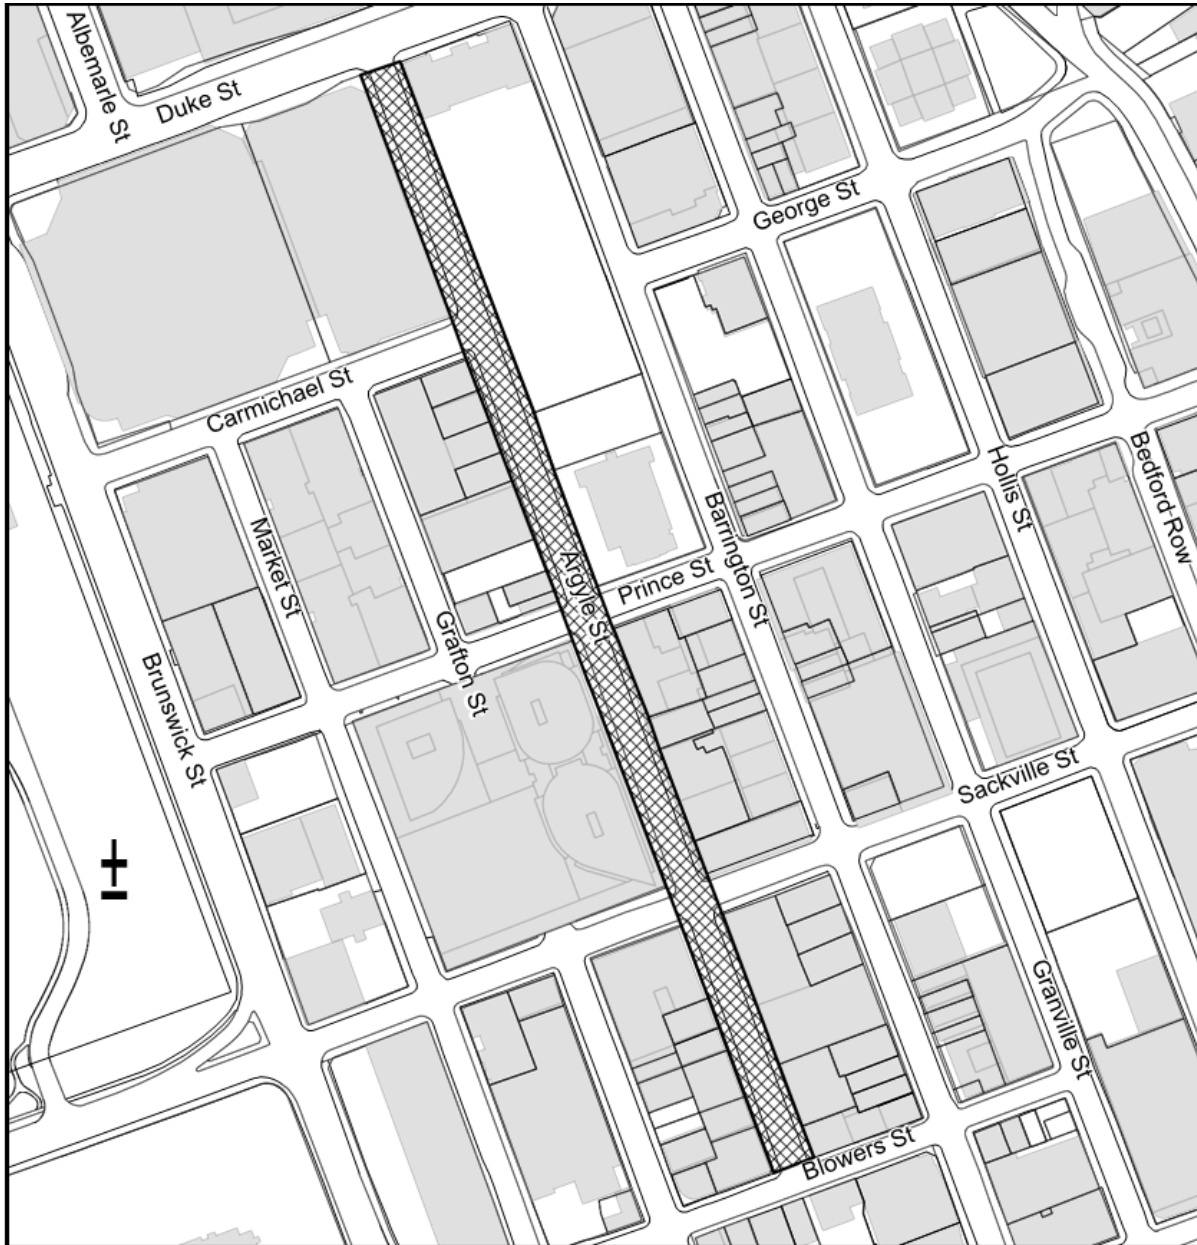 Albemarle St
Duke St
George St
Carmichael St
Hollis St
Bedford Row
Barrington St
Market St
Argyle St
Prince St
Grafton St
Brunswick St
Sackville St
Granville St
Blowers St